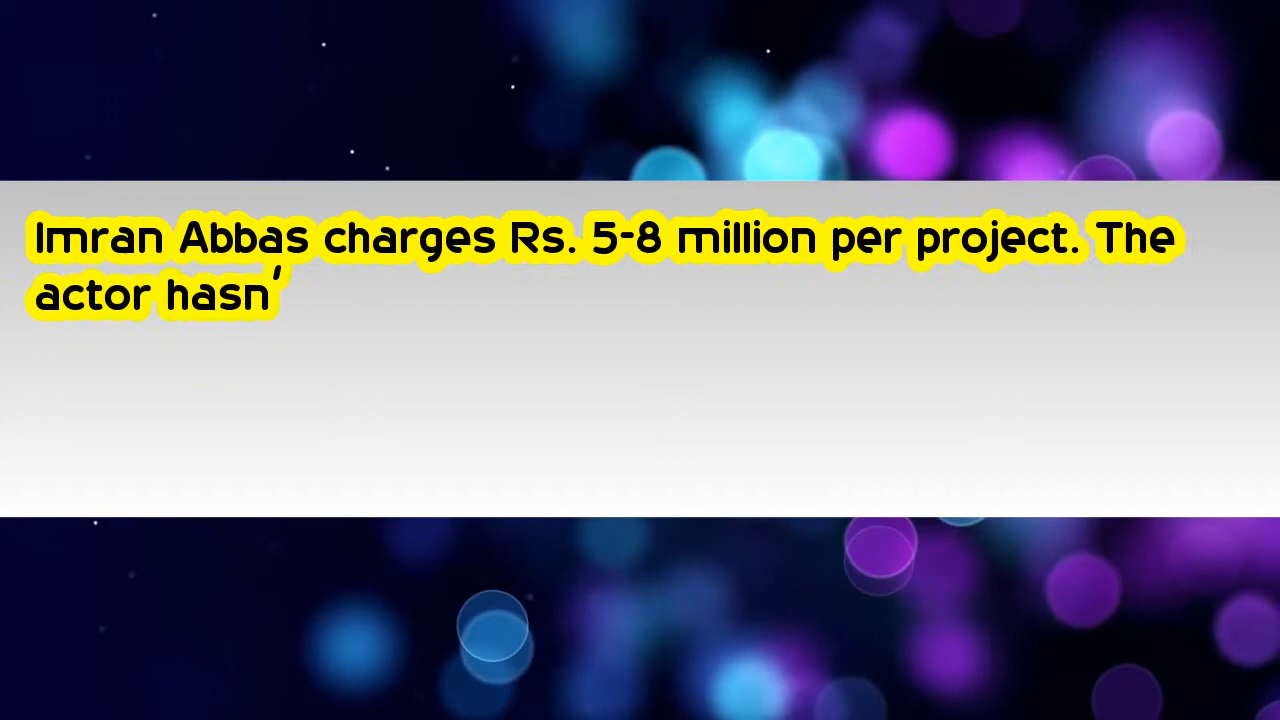 Imran Abbas charges Rs. 5-8 million per project. The
actor hasn'